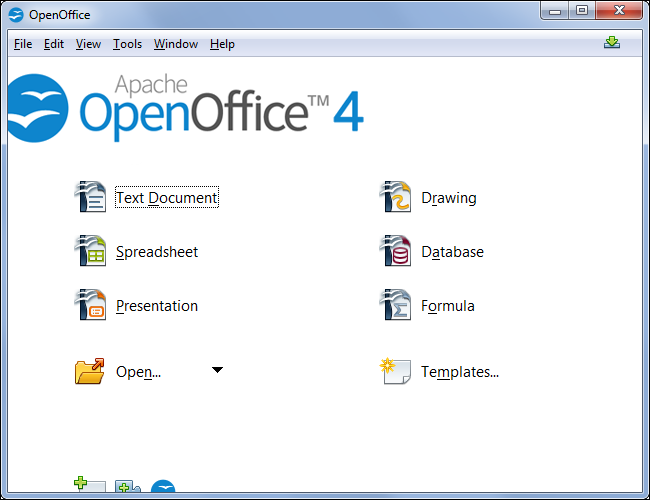 OpenOffice
File Edit View Tools Window Help
Apache
OpenOffice™ 4
Text Document
Drawing
Spreadsheet
Database
Presentation
Formula
Open...
Templates...